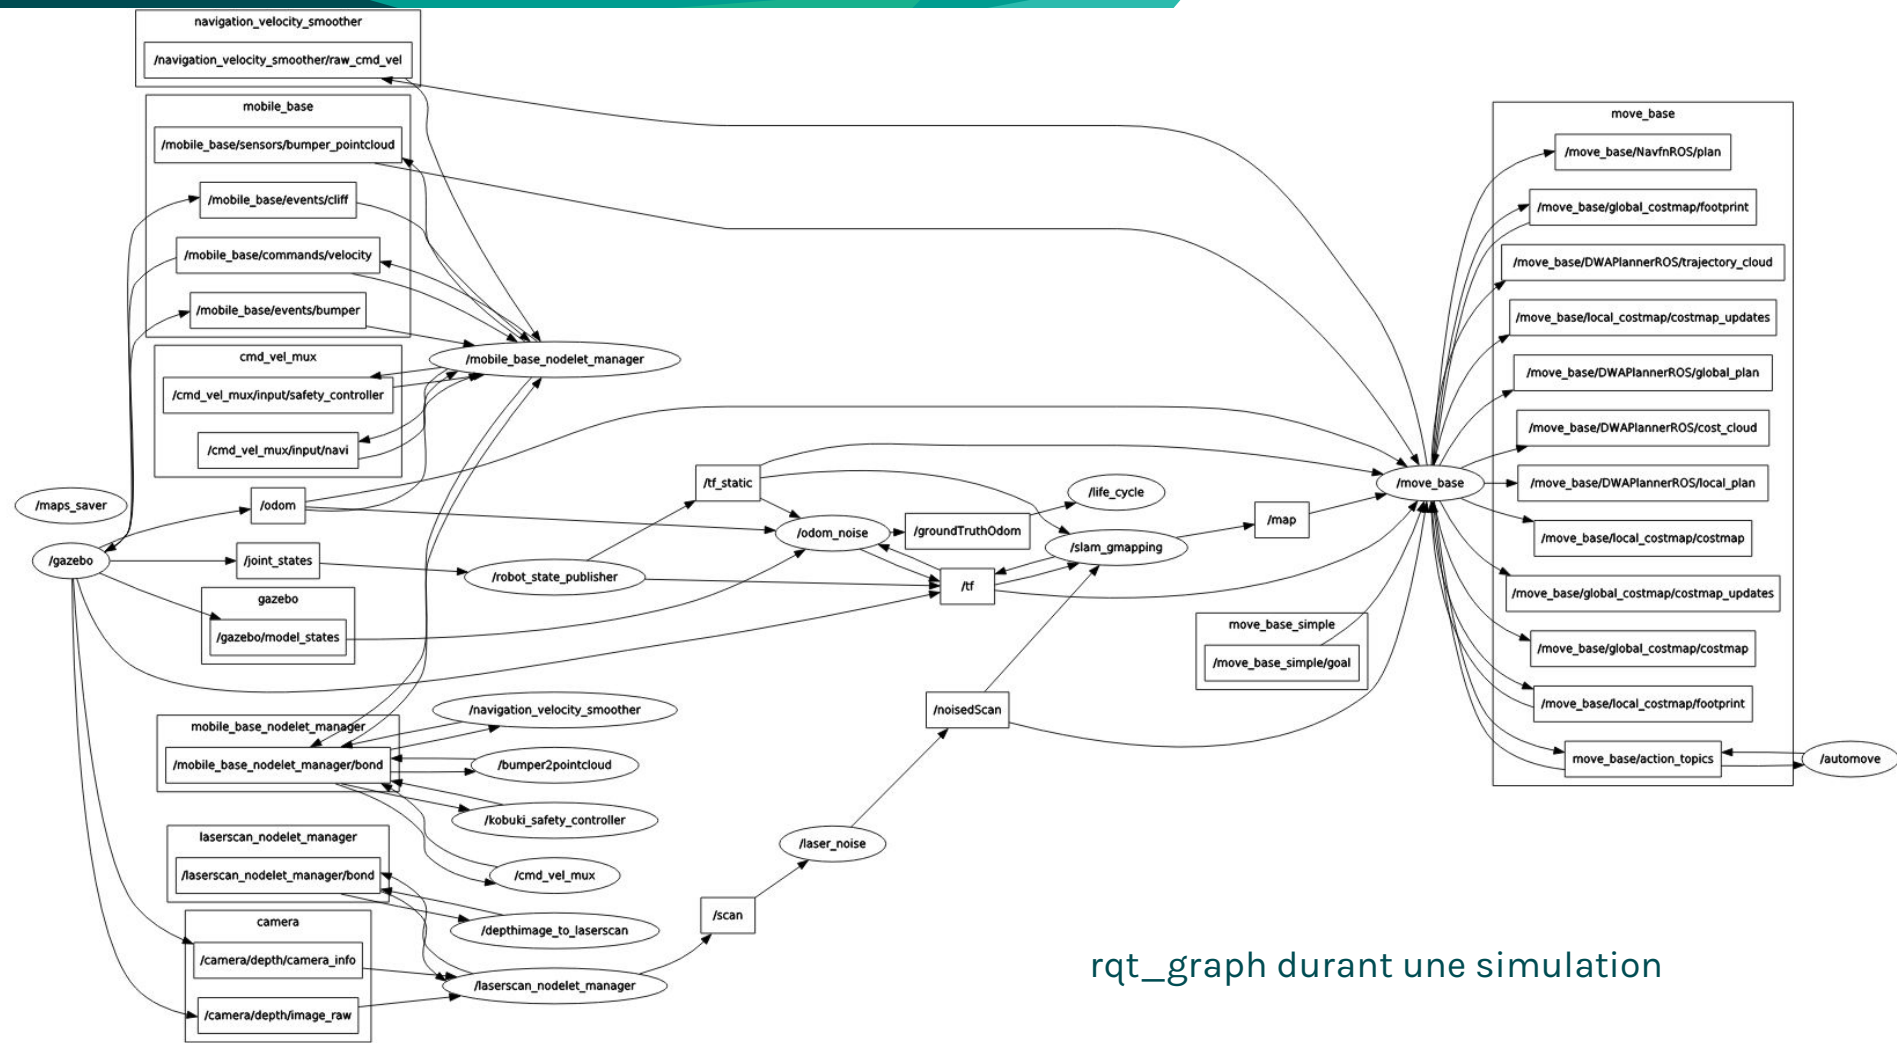 navigation_velocity_smoother
/navigation_velocity_smoother/raw_cmd_vel
mobile_base
/mobile_base/sensors/bumper_pointcloud
/mobile_base/events/cliff
/mobile_base/commands/velocity
/mobile_base/events/bumper
cmd_vel_mux
/cmd_vel_mux/input/safety_controller
/cmd_vel_mux/input/navi
/mobile_base_nodelet_manager
/maps_saver
/gazebo
/odom
/joint_states
gazebo
/gazebo/model_states
/robot_state_publisher
/tf_static
/odom_noise
/groundTruthOdom
/life_cycle
/tf
/slam_gmapping
/map
/move_base
move_base_simple
/move_base_simple/goal
/noisedScan
/laser_noise
/scan
mobile_base_nodelet_manager
/mobile_base_nodelet_manager/bond
/navigation_velocity_smoother
/bumper2pointcloud
/kobuki_safety_controller
/cmd_vel_mux
laserscan_nodelet_manager
/laserscan_nodelet_manager/bond
/depthimage_to_laserscan
camera
/camera/depth/camera_info
/camera/depth/image_raw
/laserscan_nodelet_manager
move_base
/move_base/NavfnROS/plan
/move_base/global_costmap/footprint
/move_base/DWAPlannerROS/trajectory_cloud
/move_base/local_costmap/costmap_updates
/move_base/DWAPlannerROS/global_plan
/move_base/DWAPlannerROS/cost_cloud
/move_base/DWAPlannerROS/local_plan
/move_base/local_costmap/costmap
/move_base/global_costmap/costmap_updates
/move_base/global_costmap/costmap
/move_base/local_costmap/footprint
move_base/action_topics
/automove
rqt_graph durant une simulation